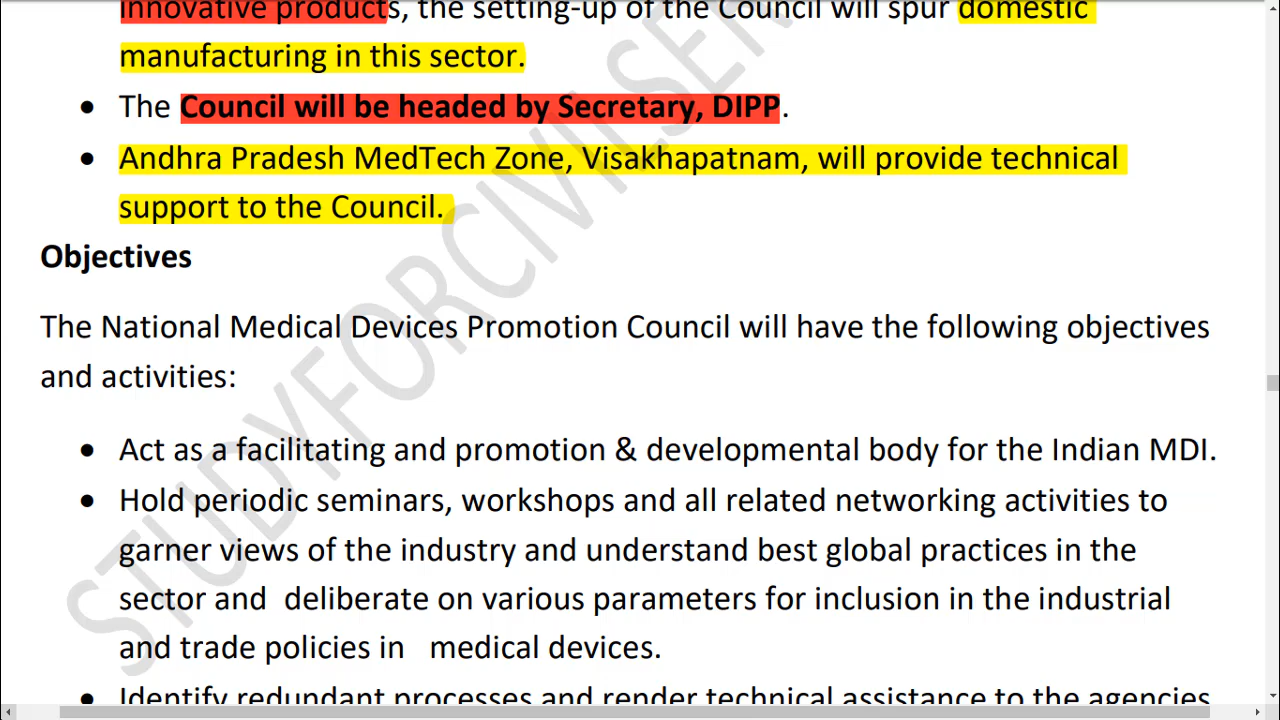 innovative products, the setting-up of the Council will spur domestic
manufacturing in this sector.
• The Council will be headed by Secretary, DIPP.
• Andhra Pradesh MedTech Zone, Visakhapatnam, will provide technical
support to the Council.
Objectives
The National Medical Devices Promotion Council will have the following objectives
and activities:
• Act as a facilitating and promotion & developmental body for the Indian MDI.
• Hold periodic seminars, workshops and all related networking activities to
garner views of the industry and understand best global practices in the
sector and deliberate on various parameters for inclusion in the industrial
and trade policies in medical devices.
• Identify redundant processes and render technical assistance to the agencies
STUDYFORCIVILSER